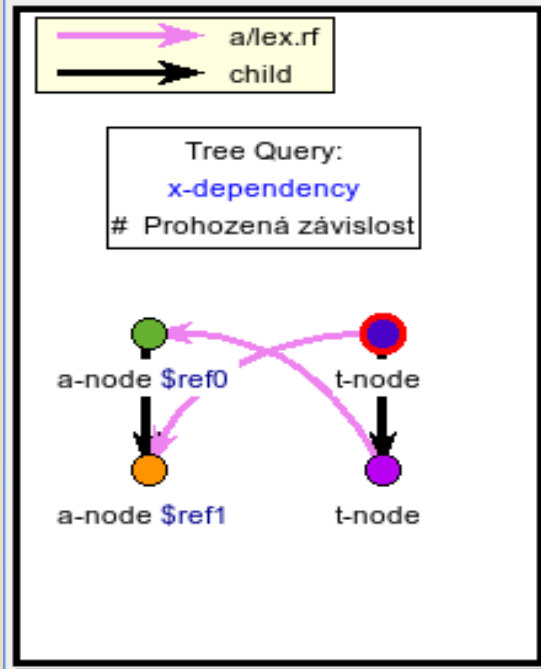 a/lex.rf
child
Tree Query:
x-dependency
# Prohozená závislost
a-node $ref0 t-node
a-node $ref1 t-node